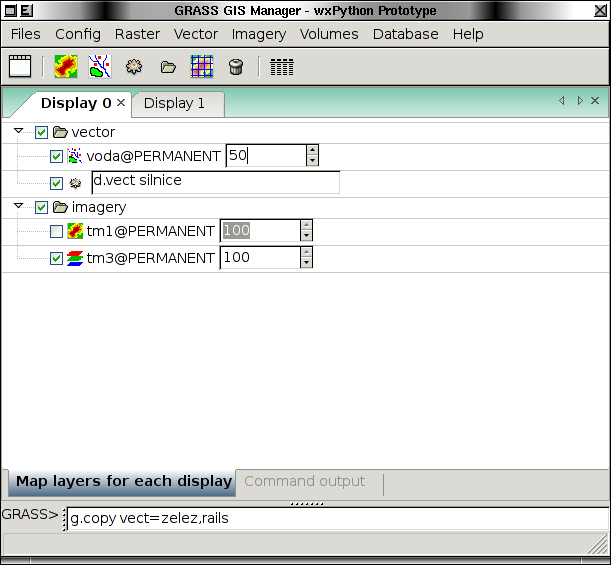 GRASS GIS Manager - wxPython Prototype
Files Config Raster Vector Imagery Volumes Database Help
Display 0 Display 1
vector
voda@PERMANENT 50
d.vect silnice
imagery
tm1@PERMANENT 100
tm3@PERMANENT 100
Map layers for each display Command output
GRASS> g.copy vect=zelez,rails